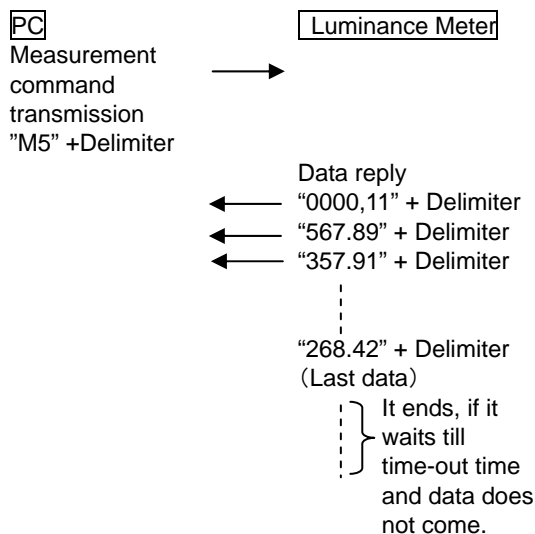 PC
Luminance Meter
Measurement
command
transmission
”M5” +Delimiter
Data reply
“0000,11” + Delimiter
“567.89” + Delimiter
“357.91” + Delimiter
“268.42” + Delimiter
（Last data）
It ends, if it
waits till
time-out time
and data does
not come.